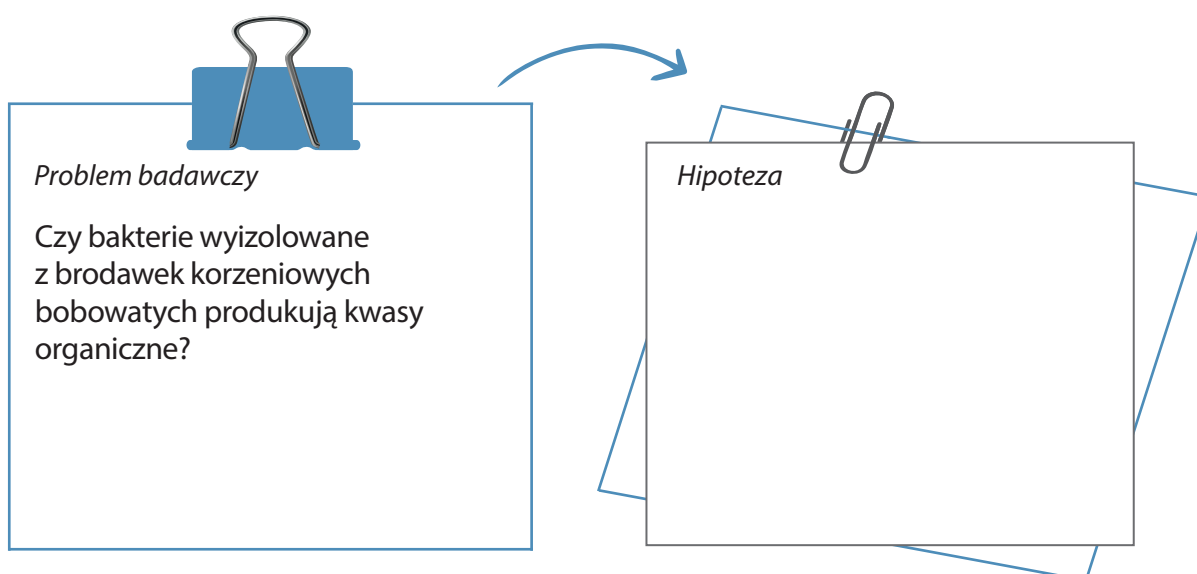 Problem badawczy
Czy bakterie wyizolowane
z brodawek korzeniowych
bobowatych produkują kwasy
organiczne?
Hipoteza